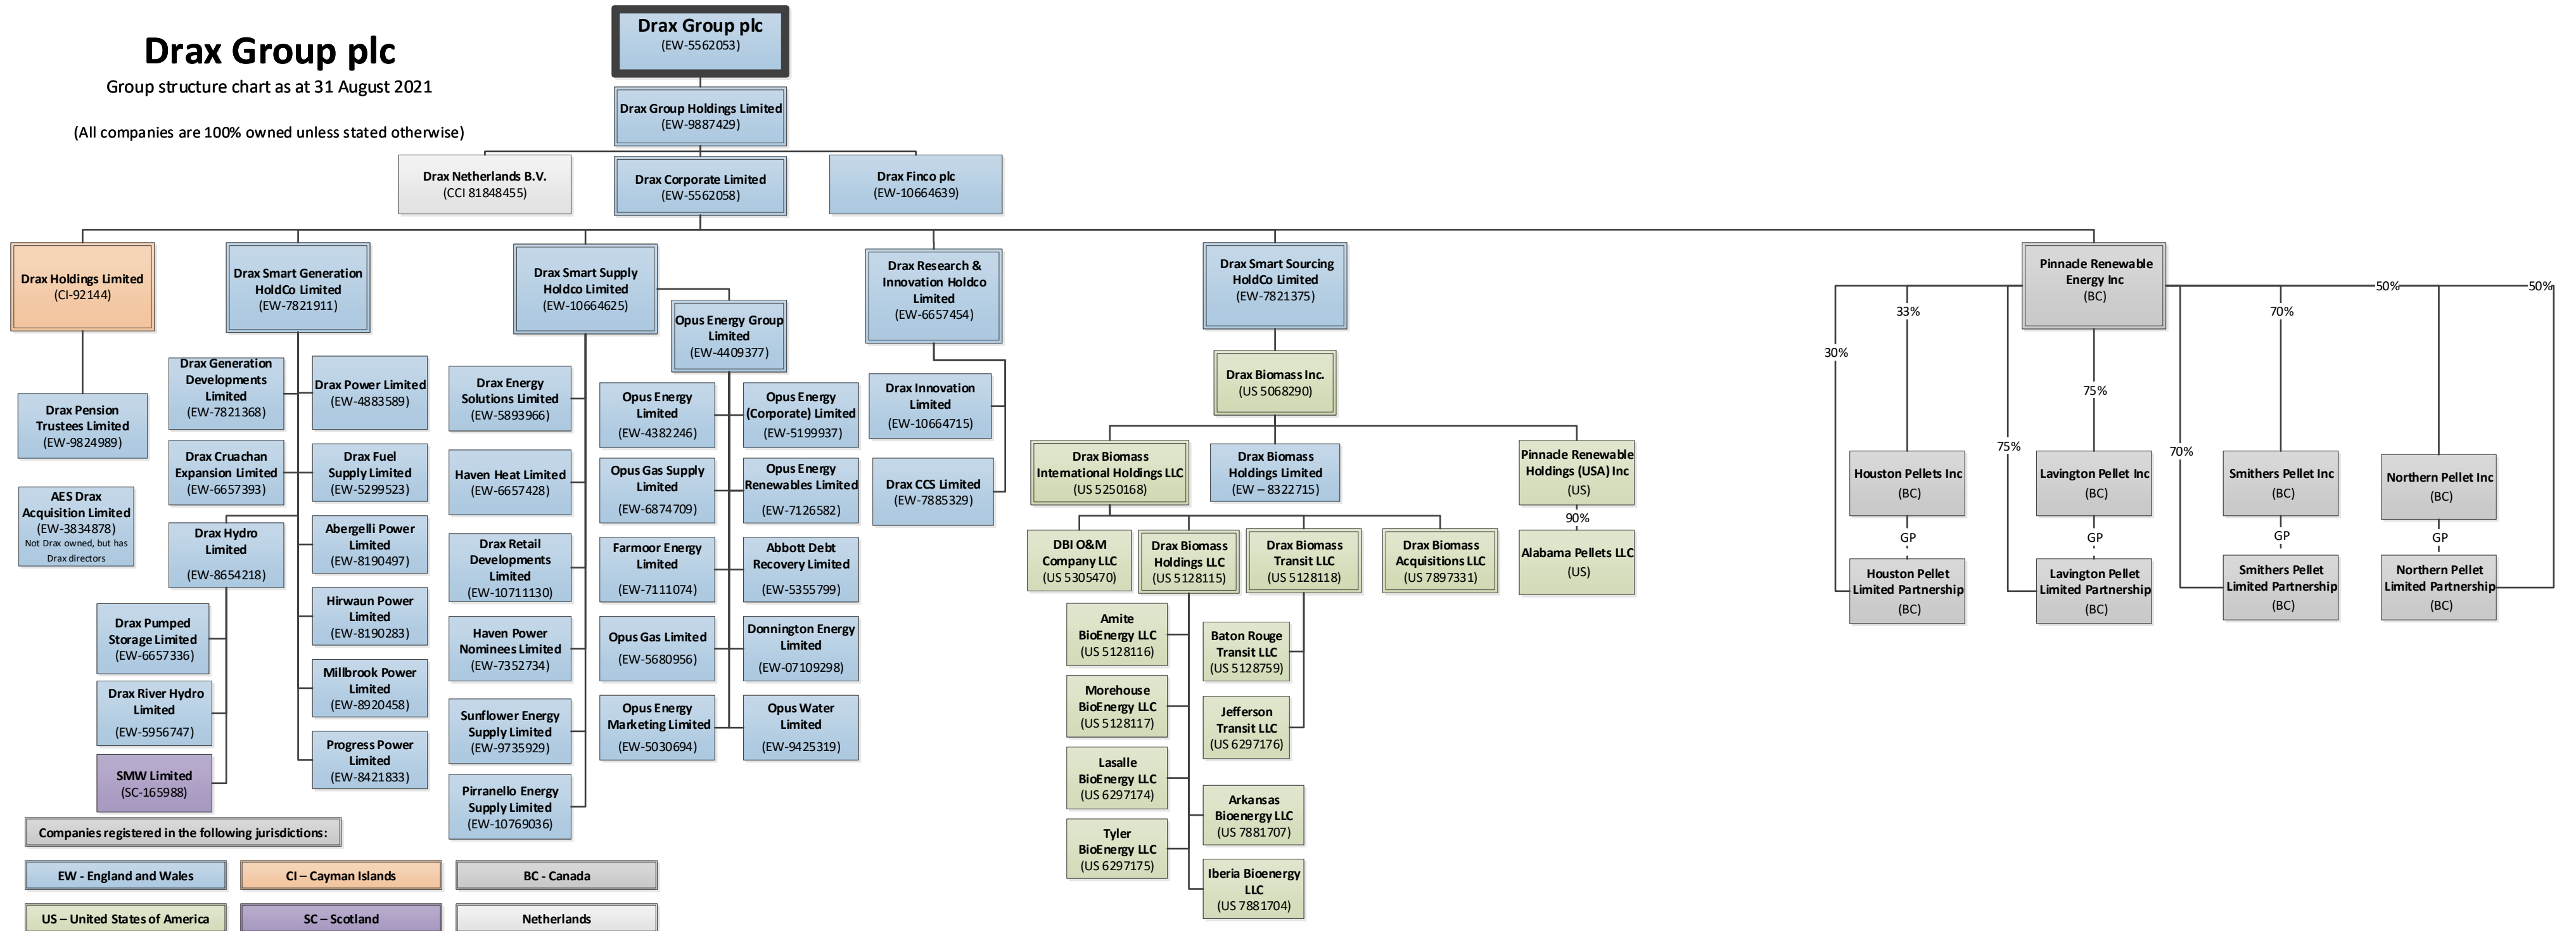 Drax Group plc
Group structure chart as at 31 August 2021
(All companies are 100% owned unless stated otherwise)
Drax Group plc
(EW-5562053)
Drax Group Holdings Limited
(EW-9887429)
Drax Netherlands B.V.
(CCI 81848455)
Drax Corporate Limited
(EW-5562058)
Drax Finco plc
(EW-10664639)
Drax Holdings Limited
(CI-92144)
Drax Pension
Trustees Limited
(EW-9824989)
AES Drax
Acquisition Limited
(EW-3834878)
Not Drax owned, but has
Drax directors
Drax Smart Generation
HoldCo Limited
(EW-7821911)
Drax Generation
Developments
Limited
(EW-7821368)
Drax Power Limited
(EW-4883589)
Drax Cruachan
Expansion Limited
(EW-6657393)
Drax Fuel
Supply Limited
(EW-5299523)
Drax Hydro
Limited
(EW-8654218)
Abergelli Power
Limited
(EW-8190497)
Hirwaun Power
Limited
(EW-8190283)
Millbrook Power
Limited
(EW-8920458)
Progress Power
Limited
(EW-8421833)
Drax Pumped
Storage Limited
(EW-6657336)
Drax River Hydro
Limited
(EW-5956747)
SMW Limited
(SC-165988)
Drax Smart Supply
Holdco Limited
(EW-10664625)
Drax Energy
Solutions Limited
(EW-5893966)
Haven Heat Limited
(EW-6657428)
Drax Retail
Developments
Limited
(EW-10711130)
Haven Power
Nominees Limited
(EW-7352734)
Sunflower Energy
Supply Limited
(EW-9735929)
Pirranello Energy
Supply Limited
(EW-10769036)
Opus Energy Group
Limited
(EW-4409377)
Opus Energy
Limited
(EW-4382246)
Opus Energy
(Corporate) Limited
(EW-5199937)
Opus Gas Supply
Limited
(EW-6874709)
Opus Energy
Renewables Limited
(EW-7126582)
Farmoor Energy
Limited
(EW-7111074)
Abbott Debt
Recovery Limited
(EW-5355799)
Opus Gas Limited
(EW-5680956)
Donnington Energy
Limited
(EW-07109298)
Opus Energy
Marketing Limited
(EW-5030694)
Opus Water
Limited
(EW-9425319)
Drax Research &
Innovation Holdco
Limited
(EW-6657454)
Drax Innovation
Limited
(EW-10664715)
Drax CCS Limited
(EW-7885329)
Drax Smart Sourcing
HoldCo Limited
(EW-7821375)
Drax Biomass Inc.
(US 5068290)
Drax Biomass
International Holdings LLC
(US 5250168)
Drax Biomass
Holdings Limited
(EW – 8322715)
Pinnacle Renewable
Holdings (USA) Inc
(US)
90%
Alabama Pellets LLC
(US)
DBI O&M
Company LLC
(US 5305470)
Drax Biomass
Holdings LLC
(US 5128115)
Drax Biomass
Transit LLC
(US 5128118)
Drax Biomass
Acquisitions LLC
(US 7897331)
Amite
BioEnergy LLC
(US 5128116)
Morehouse
BioEnergy LLC
(US 5128117)
Lasalle
BioEnergy LLC
(US 6297174)
Tyler
BioEnergy LLC
(US 6297175)
Baton Rouge
Transit LLC
(US 5128759)
Jefferson
Transit LLC
(US 6297176)
Arkansas
Bioenergy LLC
(US 7881707)
Iberia Bioenergy
LLC
(US 7881704)
Pinnacle Renewable
Energy Inc
(BC)
30%
33%
75%
75%
70%
70%
50%
50%
Houston Pellets Inc
(BC)
GP
Houston Pellet
Limited Partnership
(BC)
Lavington Pellet Inc
(BC)
GP
Lavington Pellet
Limited Partnership
(BC)
Smithers Pellet Inc
(BC)
GP
Smithers Pellet
Limited Partnership
(BC)
Northern Pellet Inc
(BC)
GP
Northern Pellet
Limited Partnership
(BC)
Companies registered in the following jurisdictions:
EW - England and Wales
CI – Cayman Islands
BC - Canada
US – United States of America
SC – Scotland
Netherlands